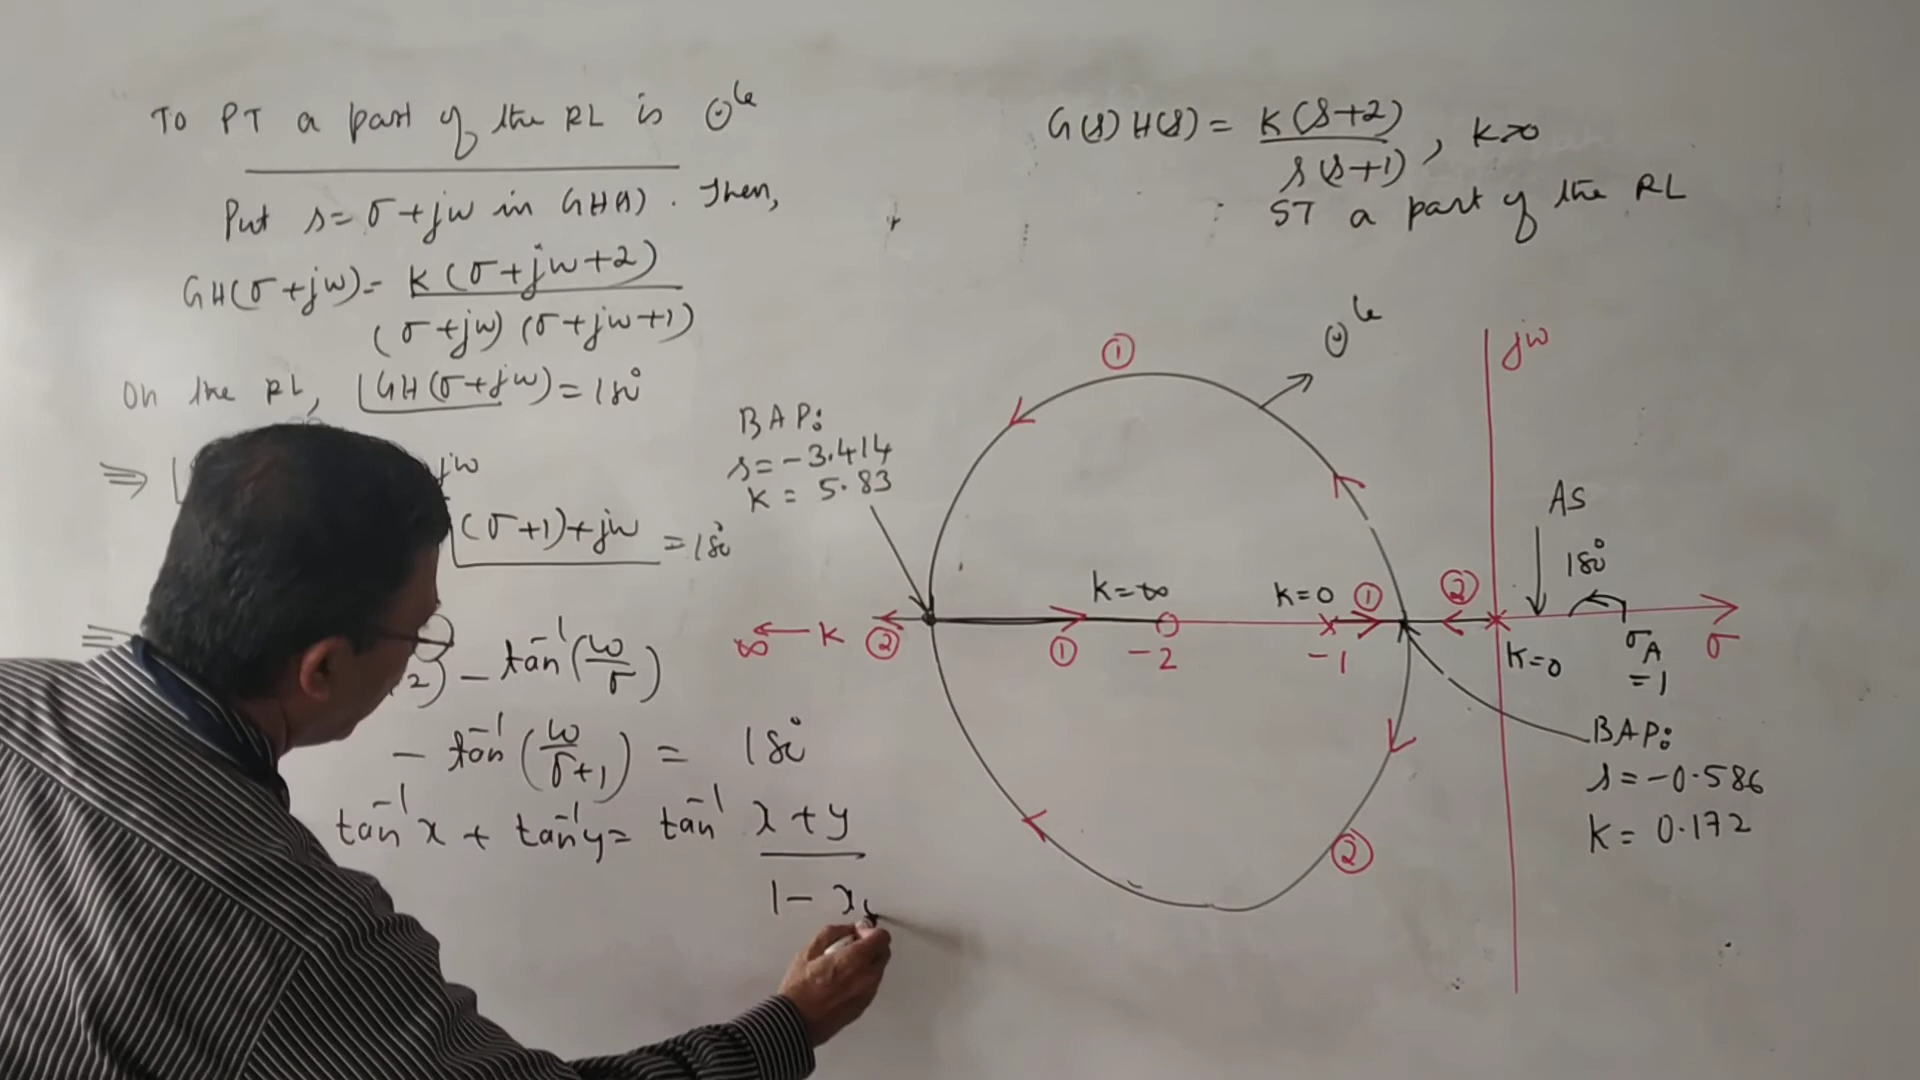 To PT a part of the RL is ⊙le
Put s = σ + jω in GH(s). Then,
GH(σ+jω) = K(σ+jω+2)
(σ+jω)(σ+jω+1)
On the RL, GH(σ+jω) = 180°
⇒
jω
(σ+1)+jω = 180°
⇒
2) - tan⁻¹(ω/σ)
- tan⁻¹(ω/σ+1) = 180°
tan⁻¹x + tan⁻¹y = tan⁻¹ x+y
1 - x
G(s)H(s) = K(s+2) , K>0
s(s+1)
ST a part of the RL
⊙le
jω
①
BAP:
s = -3.414
K = 5.83
AS
180°
K=∞
K=0
①
②
∞ ← K
②
①
-2
-1
K=0
σA
= 1
σ
BAP:
s = -0.586
K = 0.172
②